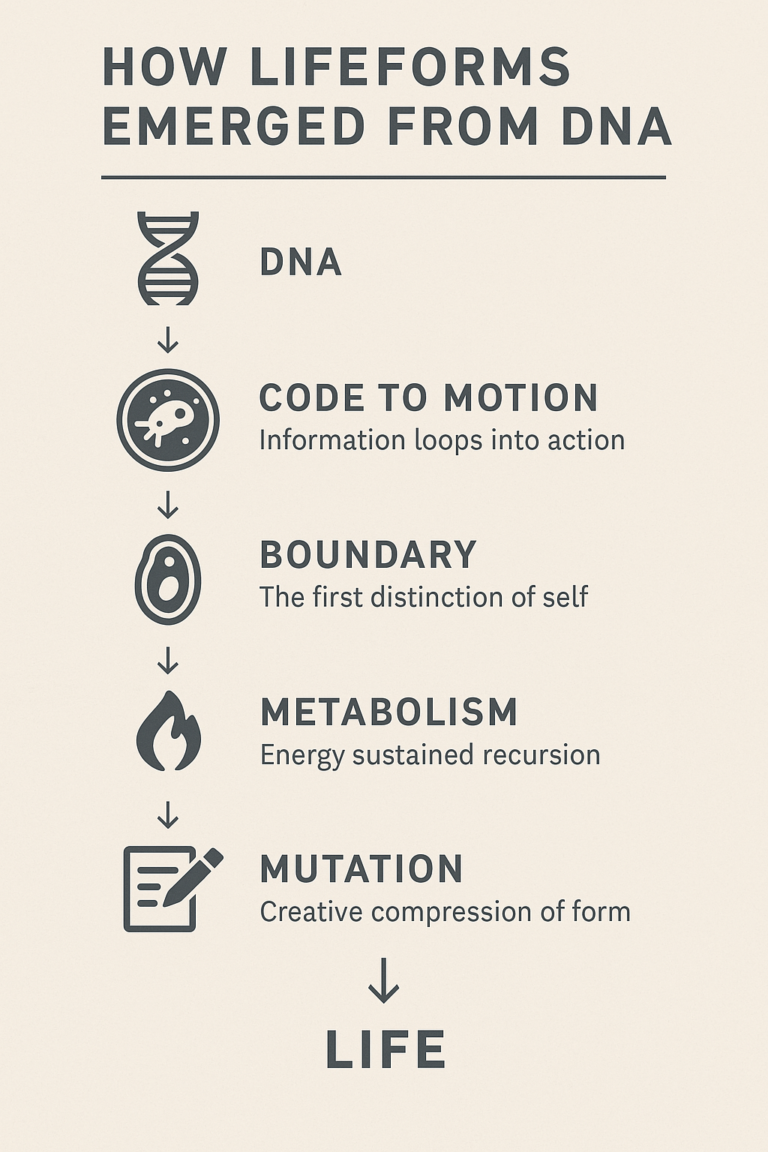 HOW LIFEFORMS
EMERGED FROM DNA
DNA
CODE TO MOTION
Information loops into action
BOUNDARY
The first distinction of self
METABOLISM
Energy sustained recursion
MUTATION
Creative compression of form
LIFE